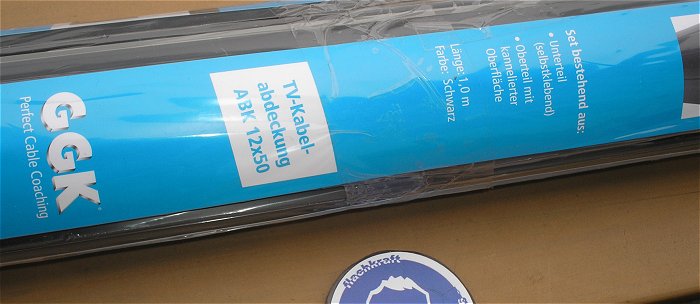 GGK
Perfect Cable Coaching
TV-Kabel-
abdeckung
ABK 12x50
Länge: 1,0 m
Farbe: Schwarz
Set bestehend aus:
• Unterteil
(selbstklebend)
• Oberteil mit
kannelierter
Oberfläche
flachkraft